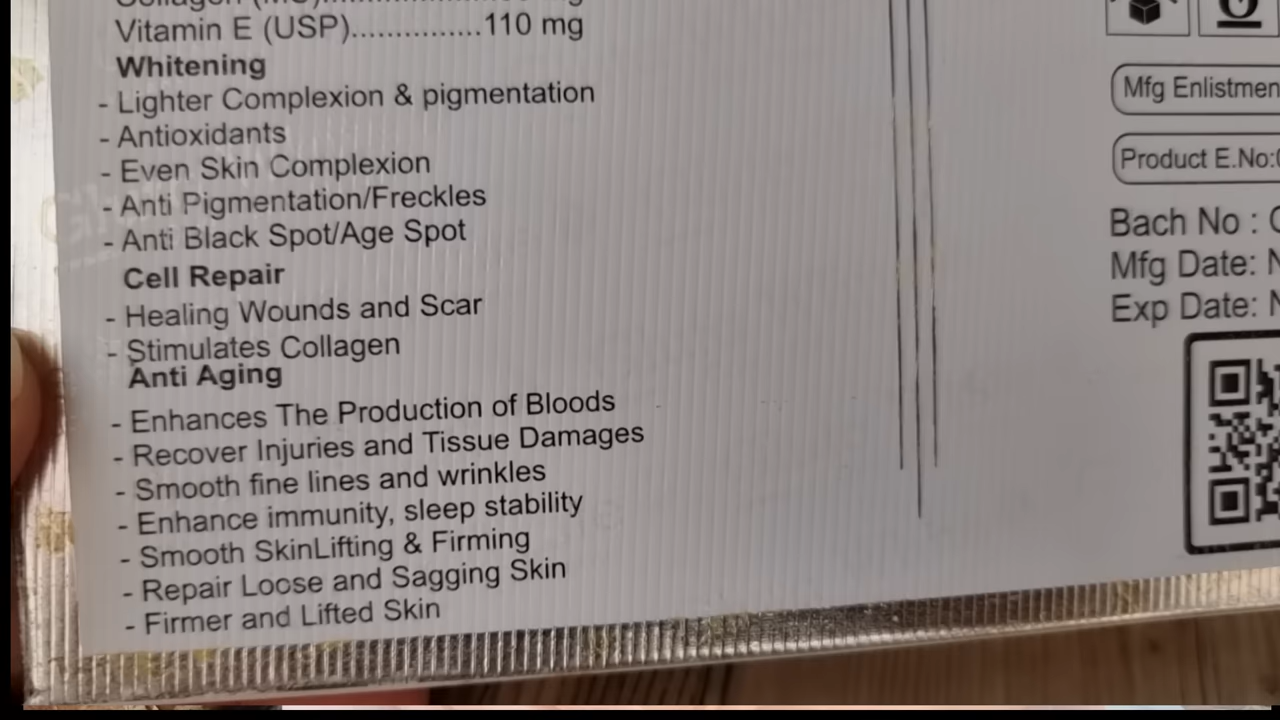 Vitamin E (USP)...............110 mg
Whitening
- Lighter Complexion & pigmentation
- Antioxidants
- Even Skin Complexion
- Anti Pigmentation/Freckles
- Anti Black Spot/Age Spot
Cell Repair
- Healing Wounds and Scar
- Stimulates Collagen
Anti Aging
- Enhances The Production of Bloods
- Recover Injuries and Tissue Damages
- Smooth fine lines and wrinkles
- Enhance immunity, sleep stability
- Smooth SkinLifting & Firming
- Repair Loose and Sagging Skin
- Firmer and Lifted Skin
Mfg Enlistmen
Product E.No:
Bach No :
Mfg Date:
Exp Date: